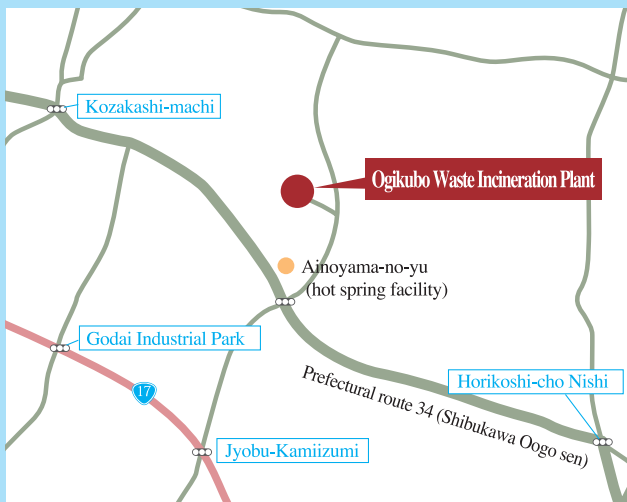 Kozakashi-machi
Ogikubo Waste Incineration Plant
Ainoyama-no-yu
(hot spring facility)
Godai Industrial Park
17
Prefectural route 34 (Shibukawa Oogo sen)
Horikoshi-cho Nishi
Jyobu-Kamiizumi